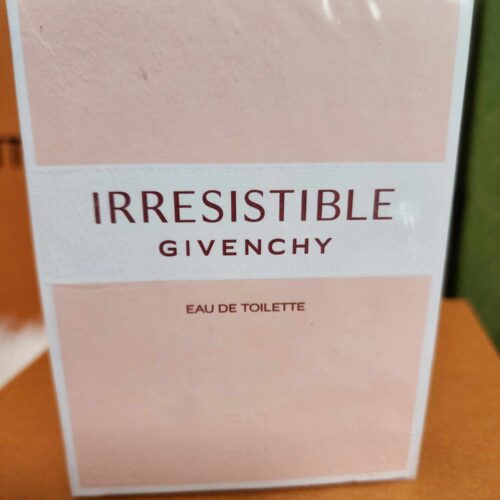 IRRESISTIBLE
GIVENCHY
EAU DE TOILETTE